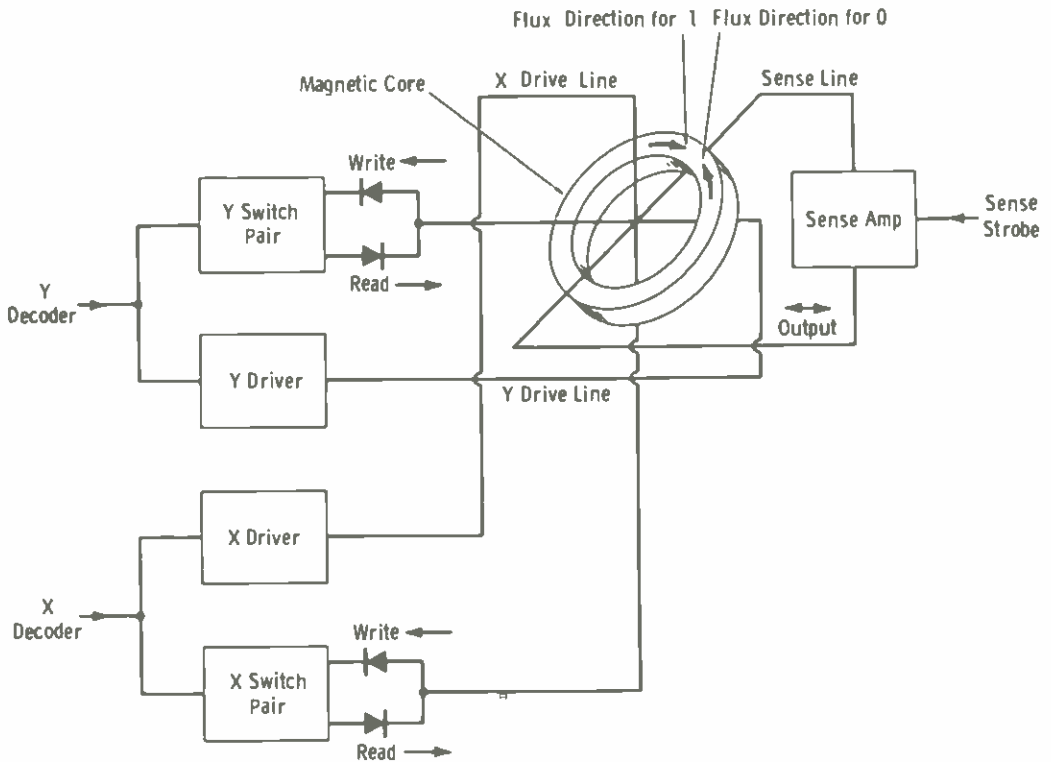 Flux Direction for 1 Flux Direction for 0
X Drive Line
Sense Line
Magnetic Core
Write
Y Switch
Pair
Read
Sense Amp
Sense
Strobe
Y
Decoder
Output
Y Driver
Y Drive Line
X Driver
X
Decoder
Write
X Switch
Pair
Read